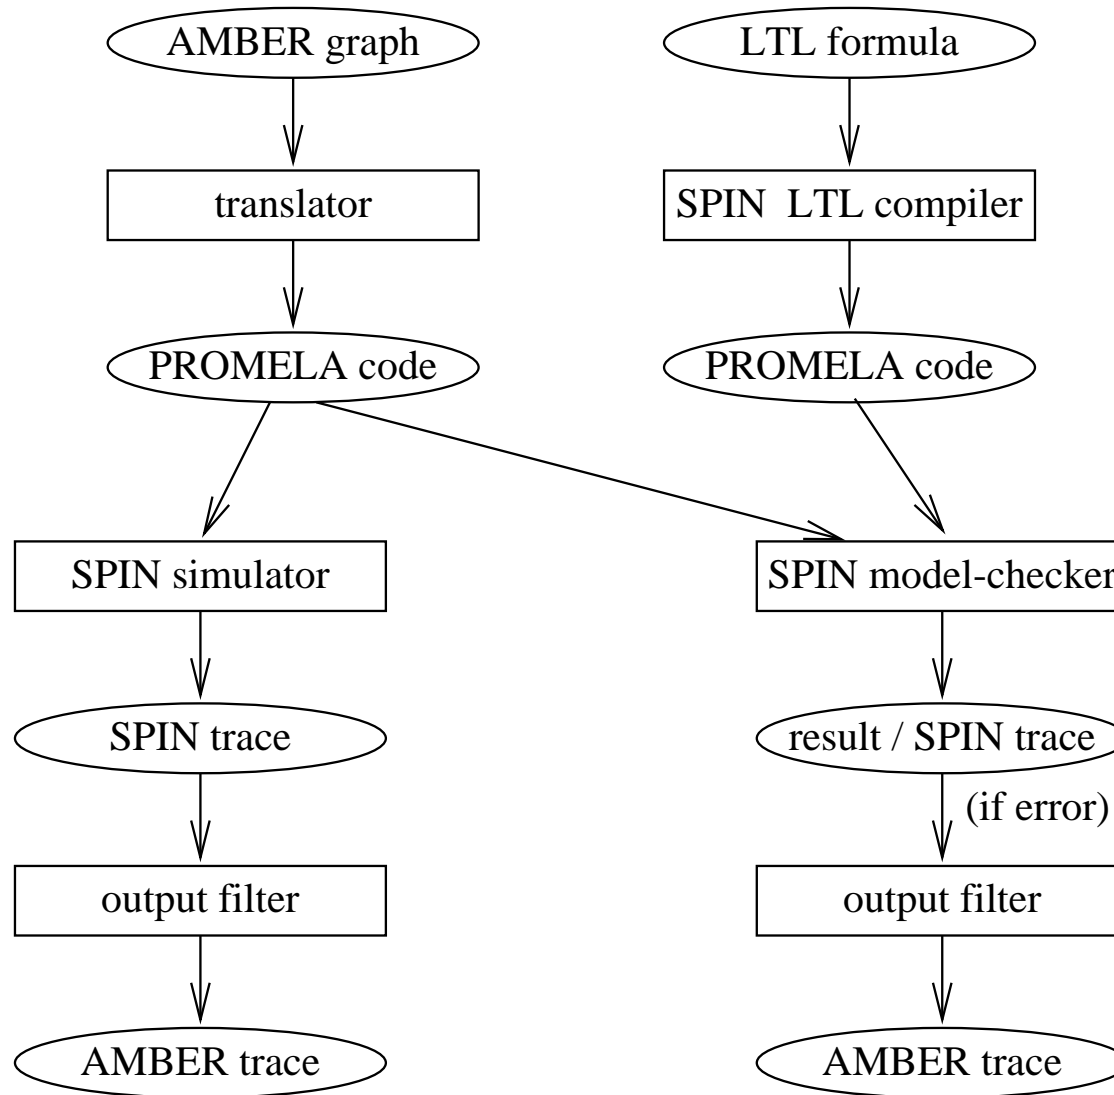 AMBER graph
LTL formula
translator
SPIN LTL compiler
PROMELA code
PROMELA code
SPIN simulator
SPIN model-checker
SPIN trace
result / SPIN trace
(if error)
output filter
output filter
AMBER trace
AMBER trace